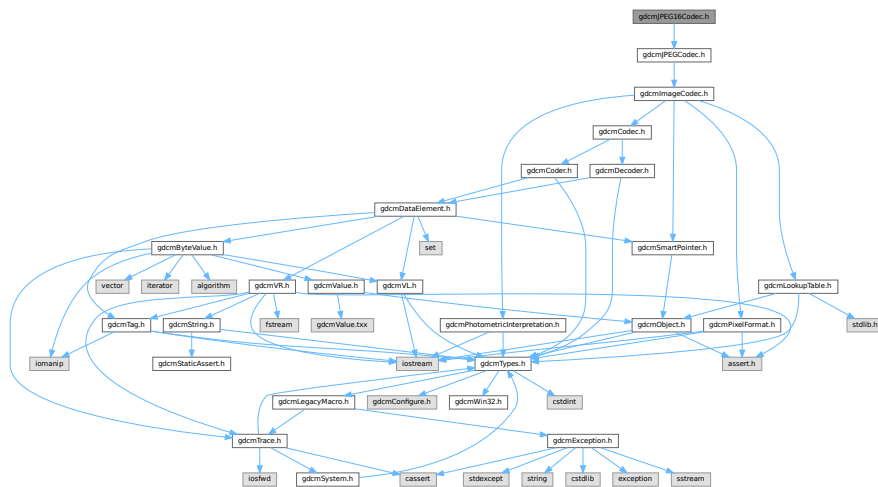 gdcmJPEG16Codec.h
gdcmJPEGCodec.h
gdcmImageCodec.h
gdcmCodec.h
gdcmCoder.h
gdcmDecoder.h
gdcmDataElement.h
gdcmByteValue.h
set
gdcmSmartPointer.h
vector
iterator
algorithm
gdcmVR.h
gdcmValue.h
gdcmVL.h
gdcmLookupTable.h
gdcmTag.h
gdcmString.h
fstream
gdcmValue.txx
gdcmPhotometricInterpretation.h
gdcmObject.h
gdcmPixelFormat.h
stdlib.h
iomanip
gdcmStaticAssert.h
iostream
gdcmTypes.h
assert.h
gdcmLegacyMacro.h
gdcmConfigure.h
gdcmWin32.h
cstdint
gdcmTrace.h
gdcmException.h
iosfwd
gdcmSystem.h
cassert
stdexcept
string
cstdlib
exception
sstream